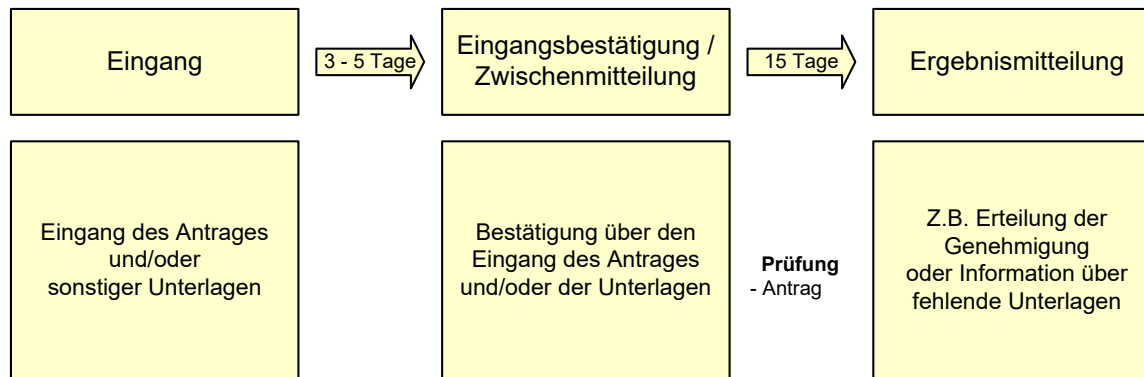 Eingang
3 - 5 Tage
Eingangsbestätigung /
Zwischenmitteilung
15 Tage
Ergebnismitteilung
Eingang des Antrages
und/oder
sonstiger Unterlagen
Bestätigung über den
Eingang des Antrages
und/oder der Unterlagen
Prüfung
- Antrag
Z.B. Erteilung der
Genehmigung
oder Information über
fehlende Unterlagen